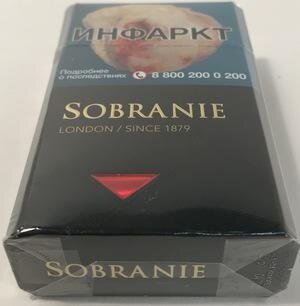 ИНФАРКТ
Подробнее
о последствиях 8 800 200 0 200
SOBRANIE
LONDON / SINCE 1879
SOBRANIE